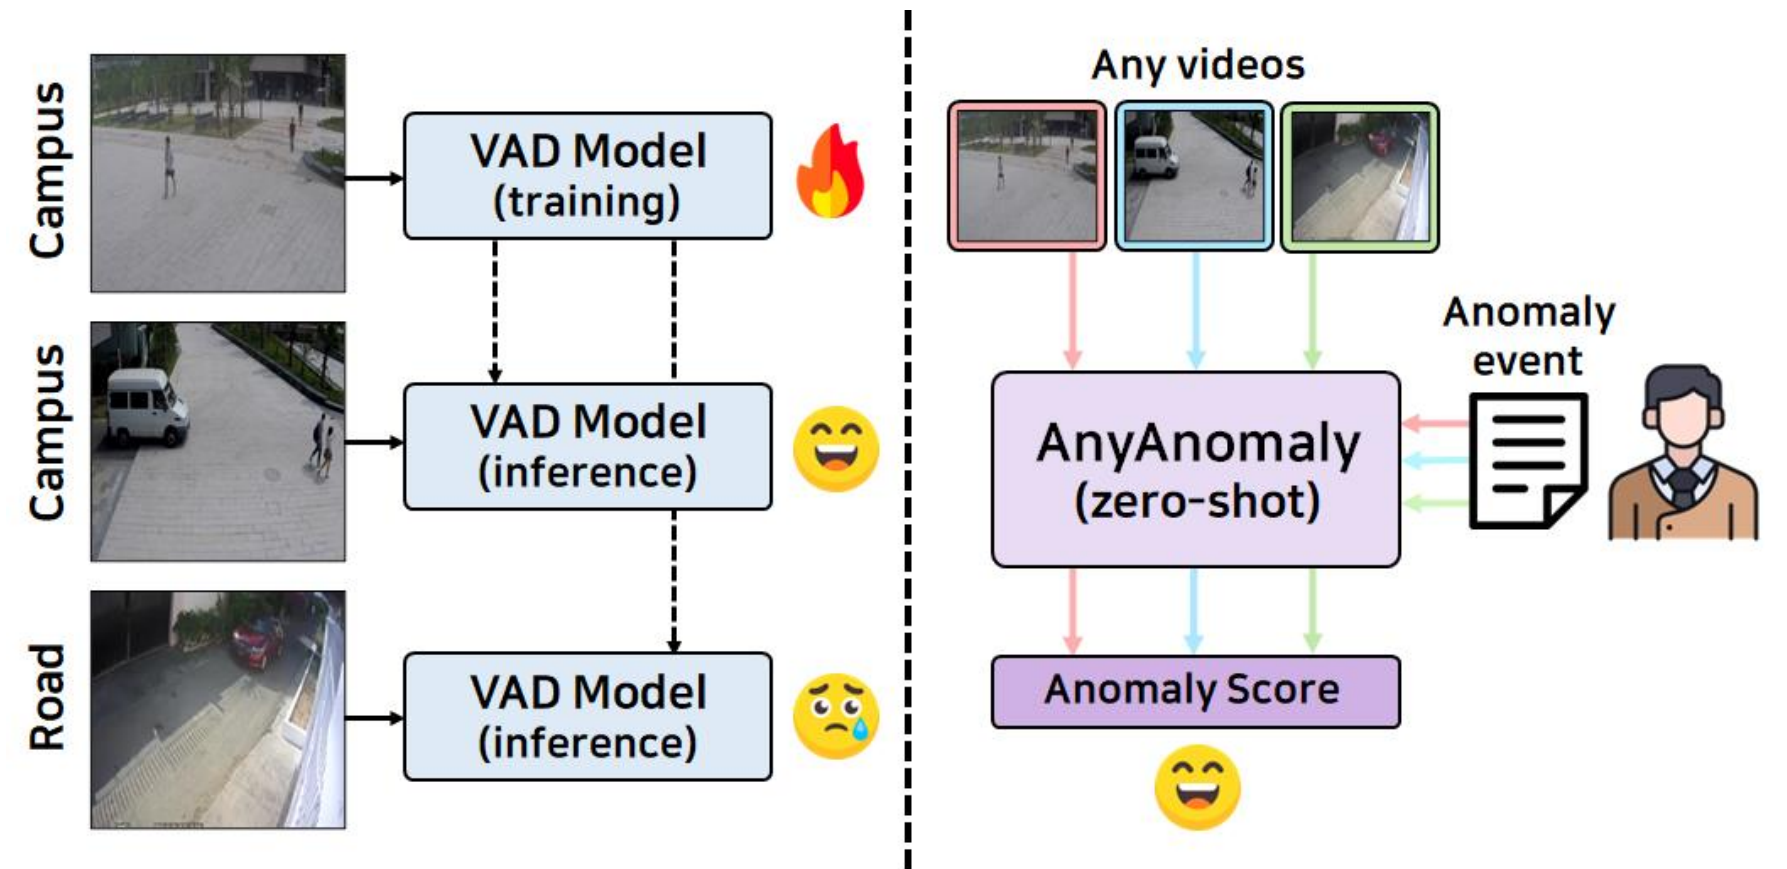 Campus
VAD Model
(training)
Campus
VAD Model
(inference)
Road
VAD Model
(inference)
Any videos
Anomaly
event
AnyAnomaly
(zero-shot)
Anomaly Score